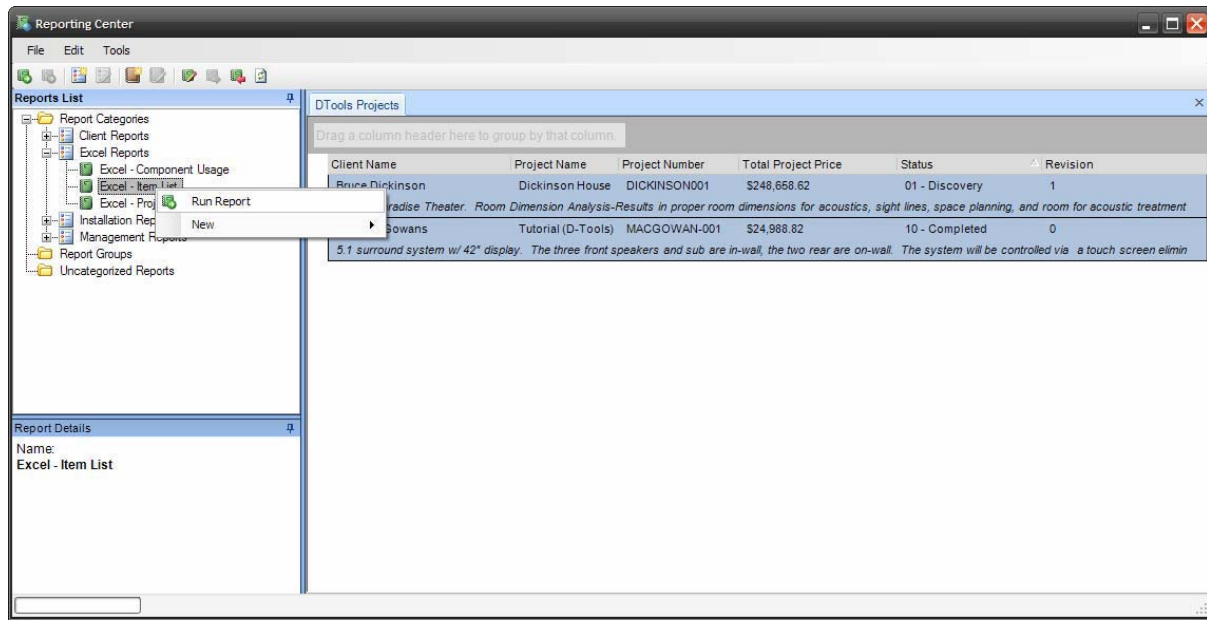 Reporting Center
File Edit Tools
Reports List
Report Categories
Client Reports
Excel Reports
Excel - Component Usage
Excel - Item List
Excel - Proj
Installation Rep
Management Reports
Report Groups
Uncategorized Reports
Run Report
New
Report Details
Name:
Excel - Item List
DTools Projects
Drag a column header here to group by that column.
Client Name Project Name Project Number Total Project Price Status Revision
Bruce Dickinson Dickinson House DICKINSON001 $248,658.62 01 - Discovery 1
radise Theater. Room Dimension Analysis-Results in proper room dimensions for acoustics, sight lines, space planning, and room for acoustic treatment
Gowans Tutorial (D-Tools) MACGOWAN-001 $24,988.82 10 - Completed 0
5.1 surround system w/ 42" display. The three front speakers and sub are in-wall, the two rear are on-wall. The system will be controlled via a touch screen elimin